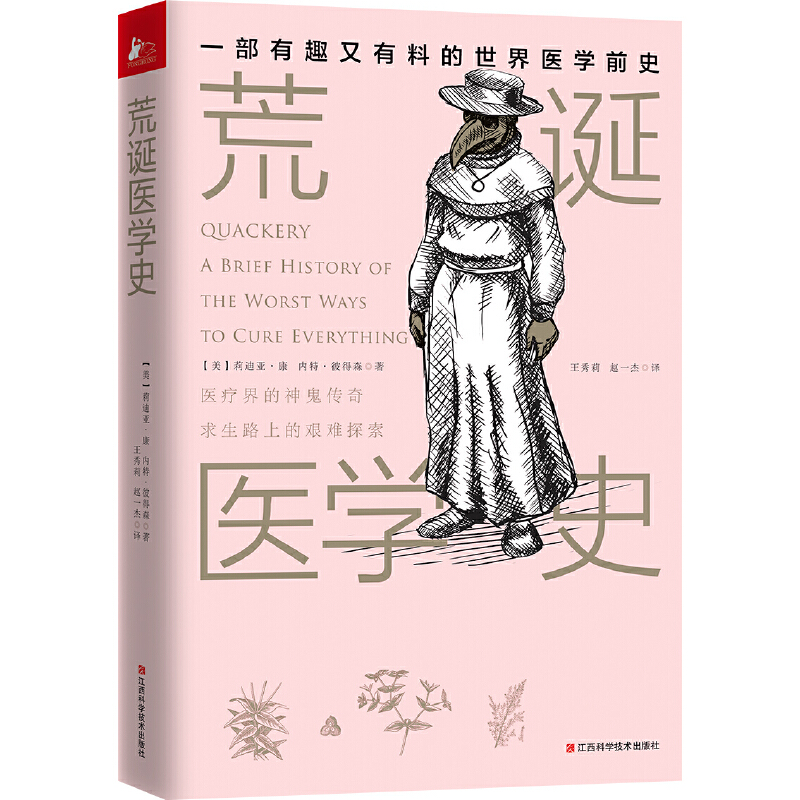 一部有趣又有料的世界医学前史
荒诞
QUACKERY
A BRIEF HISTORY OF
THE WORST WAYS
TO CURE EVERYTHING
【美】莉迪亚·康 内特·彼得森◎著
王秀莉 赵一杰◎译
医疗界的神鬼传奇
求生路上的艰难探索
医学史
江西科学技术出版社
荒诞医学史
【美】莉迪亚·康 内特·彼得森◎著
王秀莉 赵一杰◎译
江西科学技术出版社